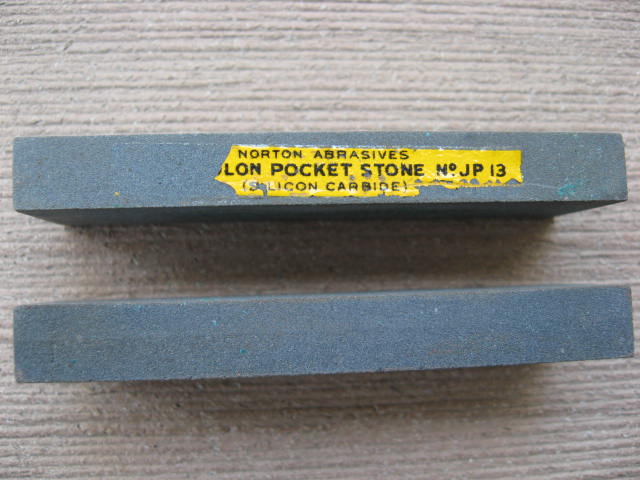 NORTON ABRASIVES
LON POCKET STONE Nº JP 13
(SILICON CARBIDE)